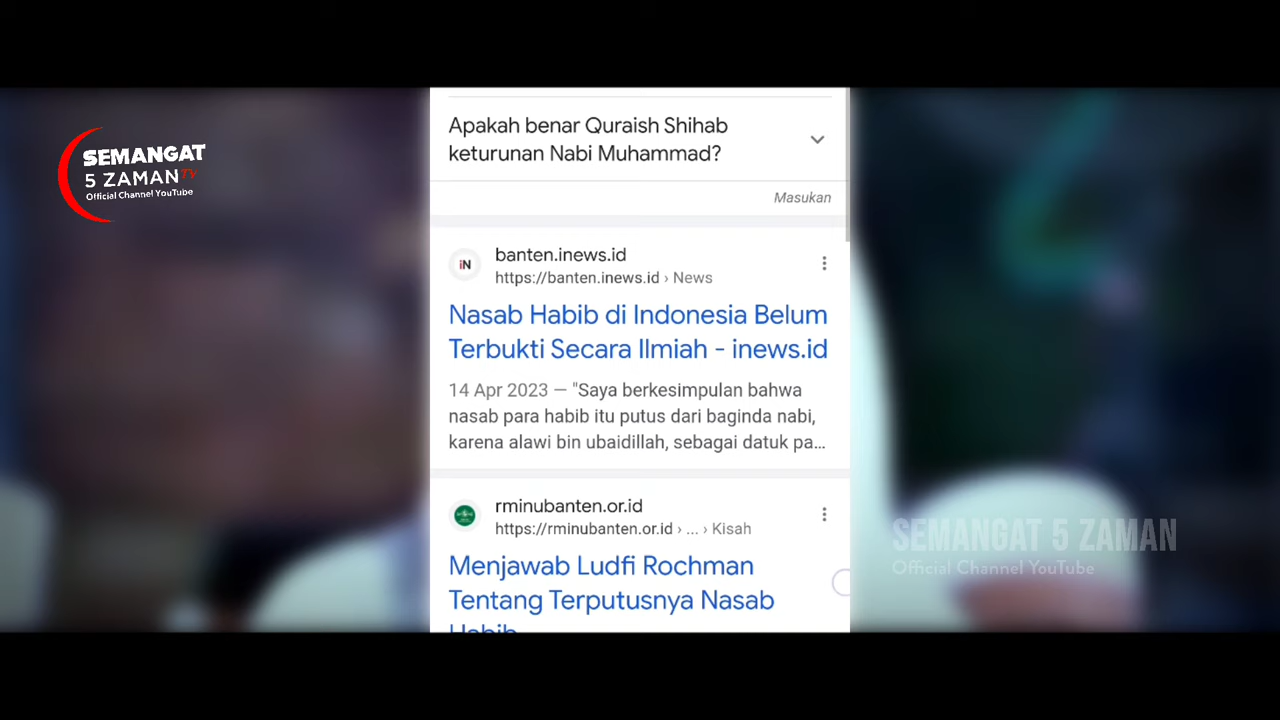 SEMANGAT
5 ZAMAN TV
Official Channel YouTube
Apakah benar Quraish Shihab
keturunan Nabi Muhammad?
Masukan
iN
banten.inews.id
https://banten.inews.id › News
Nasab Habib di Indonesia Belum
Terbukti Secara Ilmiah - inews.id
14 Apr 2023 — "Saya berkesimpulan bahwa
nasab para habib itu putus dari baginda nabi,
karena alawi bin ubaidillah, sebagai datuk pa...
rminubanten.or.id
https://rminubanten.or.id › ... › Kisah
Menjawab Ludfi Rochman
Tentang Terputusnya Nasab
Habib
SEMANGAT 5 ZAMAN
Official Channel YouTube